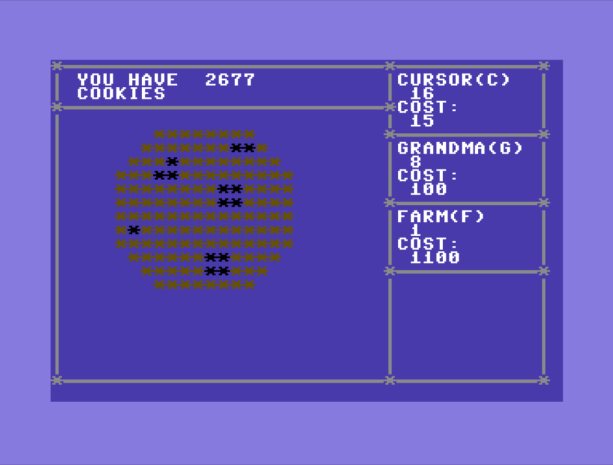 YOU HAVE  2677
COOKIES
CURSOR(C)
16
COST:
15
GRANDMA(G)
8
COST:
100
FARM(F)
1
COST:
1100